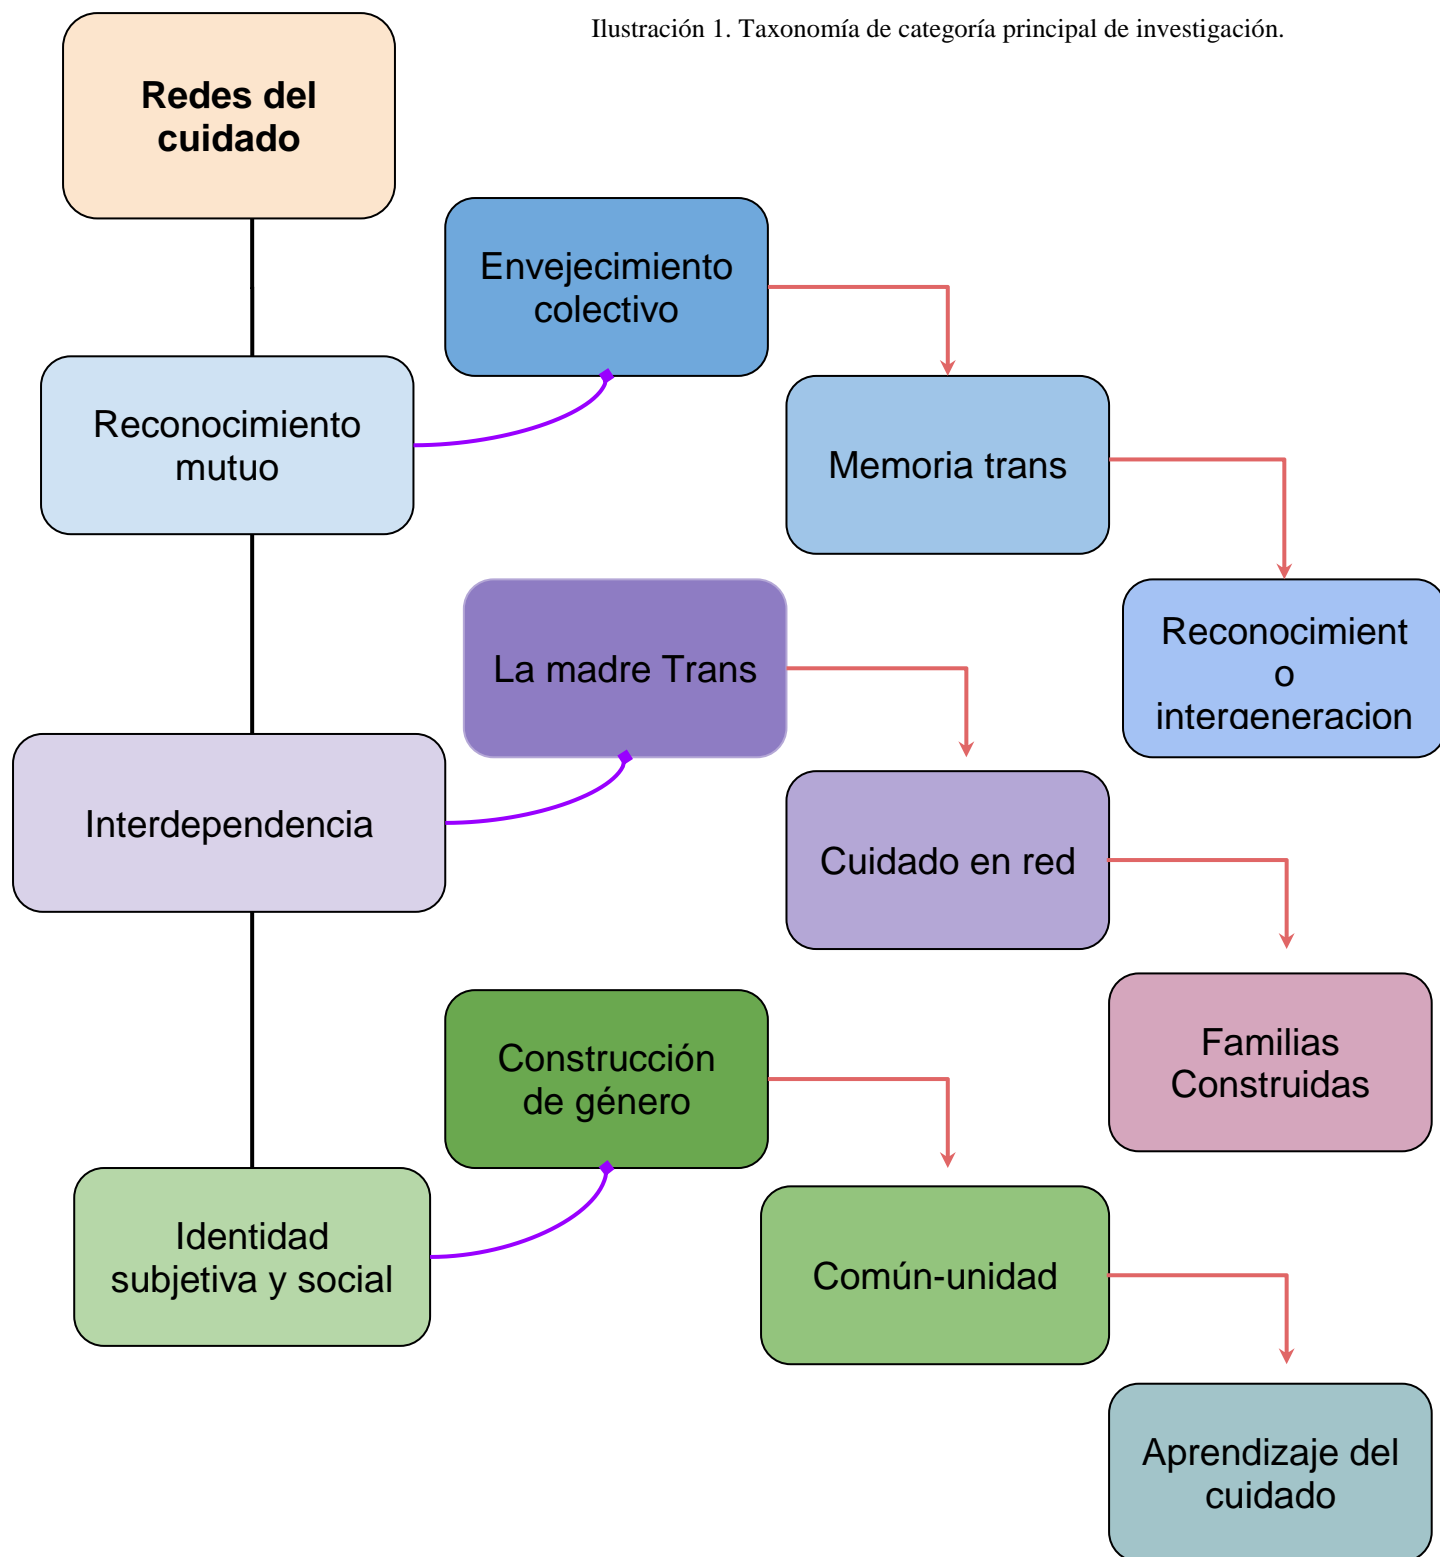 Ilustración 1. Taxonomía de categoría principal de investigación.
Redes del
cuidado
Envejecimiento
colectivo
Reconocimiento
mutuo
Memoria trans
Reconocimient
o
intergeneracion
La madre Trans
Interdependencia
Cuidado en red
Familias
Construidas
Construcción
de género
Identidad
subjetiva y social
Común-unidad
Aprendizaje del
cuidado